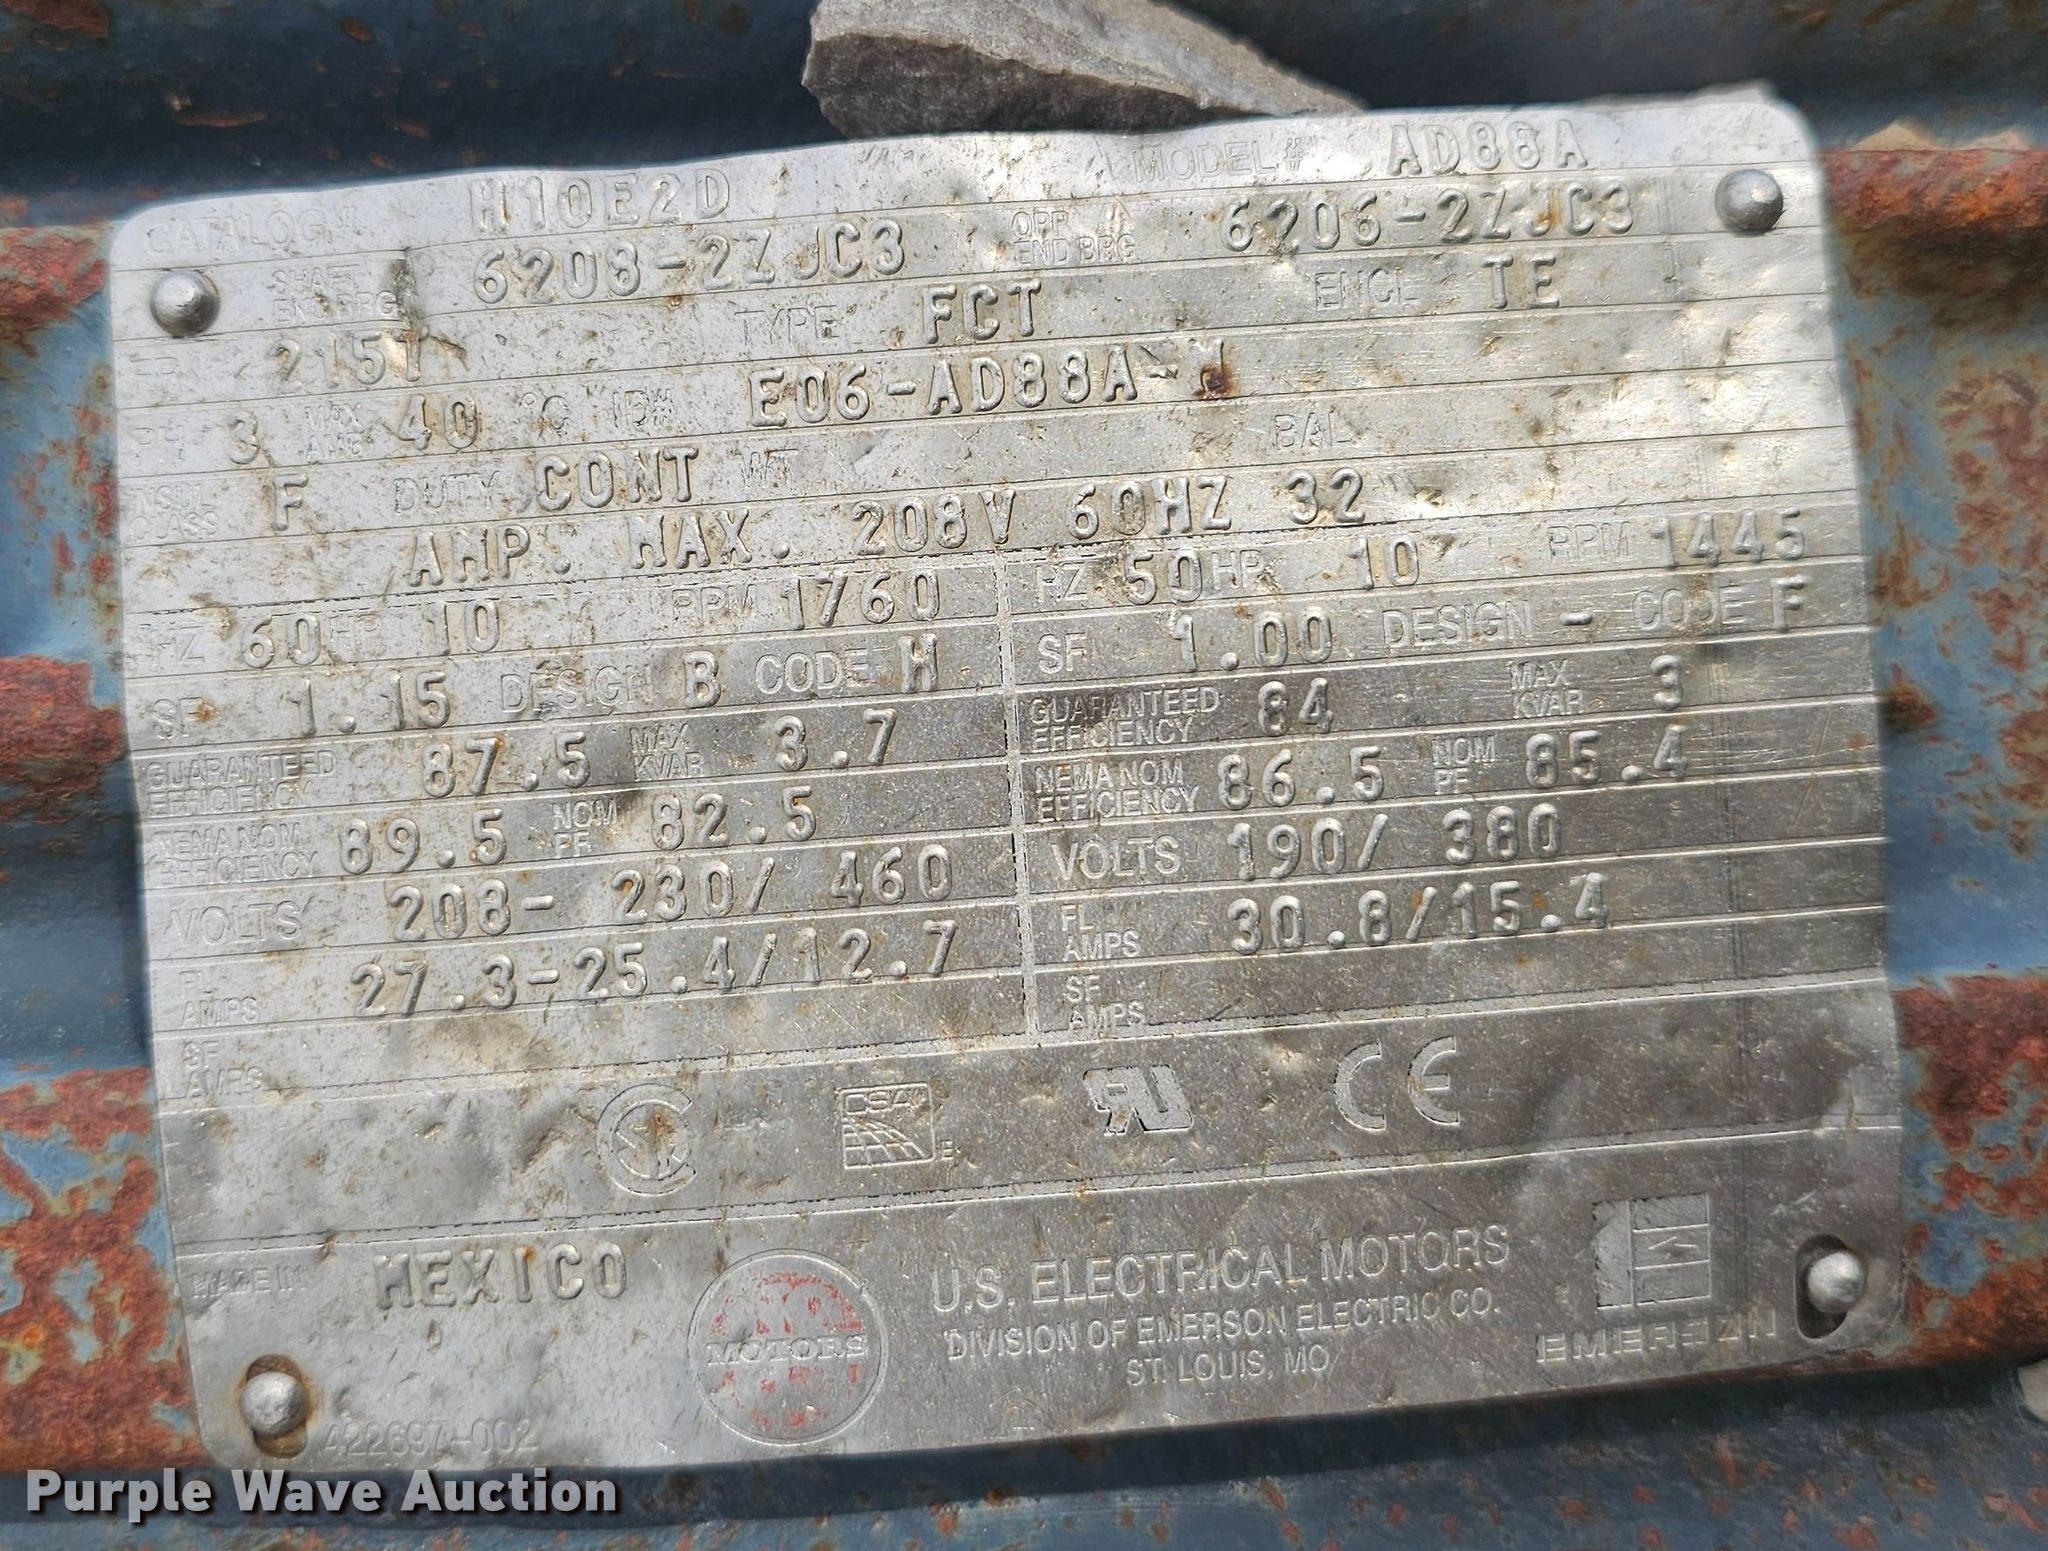 CATALOG # H10E2D MODEL # AD88A
SHAFT END BRG 6208-2ZJC3 OPP END BRG 6206-2ZJC3
FR 215T TYPE FCT ENCL TE
PH 3 MAX AMB 40 °C ID# E06-AD88A-M
INSUL CLASS F DUTY CONT WT BAL
AMP. MAX. 208V 60HZ 32
HZ 60 HP 10 RPM 1760
SF 1.15 DESIGN B CODE H
GUARANTEED EFFICIENCY 87.5 MAX KVAR 3.7
NEMA NOM EFFICIENCY 89.5 NOM PF 82.5
VOLTS 208- 230/ 460
FL AMPS 27.3-25.4/12.7
SF AMPS
HZ 50 HP 10 RPM 1445
SF 1.00 DESIGN - CODE F
GUARANTEED EFFICIENCY 84 MAX KVAR 3
NEMA NOM EFFICIENCY 86.5 NOM PF 85.4
VOLTS 190/ 380
FL AMPS 30.8/15.4
SF AMPS
CSA
CE
MADE IN MEXICO
MOTORS
U.S. ELECTRICAL MOTORS
DIVISION OF EMERSON ELECTRIC CO.
ST. LOUIS, MO
EMERSON
422697-002
Purple Wave Auction